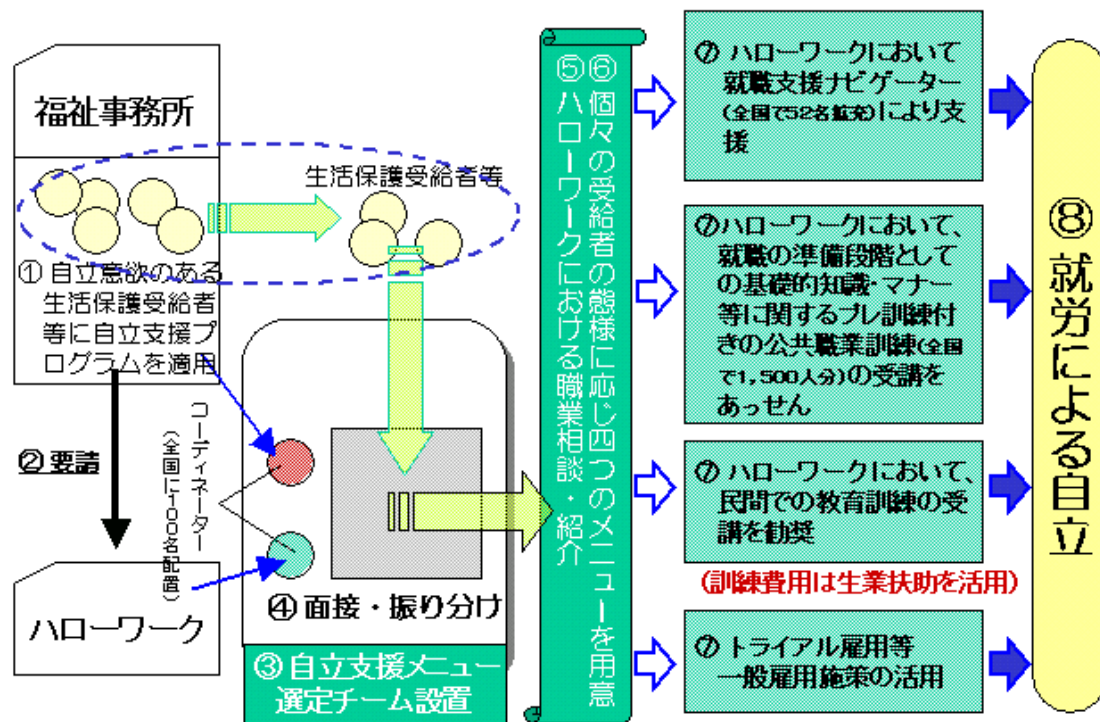 福祉事務所
生活保護受給者等
① 自立意欲のある
生活保護受給者
等に自立支援プ
ログラムを適用
② 要請
コーディネーター
（全国に100名配置）
ハローワーク
④ 面接・振り分け
③ 自立支援メニュー
選定チーム設置
⑥ 個々の受給者の態様に応じ四つのメニューを用意
⑤ ハローワークにおける職業相談・紹介
⑦ ハローワークにおいて
就職支援ナビゲーター
(全国で52名拡充)により支
援
⑦ハローワークにおいて、
就職の準備段階として
の基礎的知識・マナー
等に関するプレ訓練付
きの公共職業訓練(全国
で1,500人分)の受講を
あっせん
⑦ ハローワークにおいて、
民間での教育訓練の受
講を勧奨
(訓練費用は生業扶助を活用)
⑦ トライアル雇用等
一般雇用施策の活用
⑧ 就労による自立